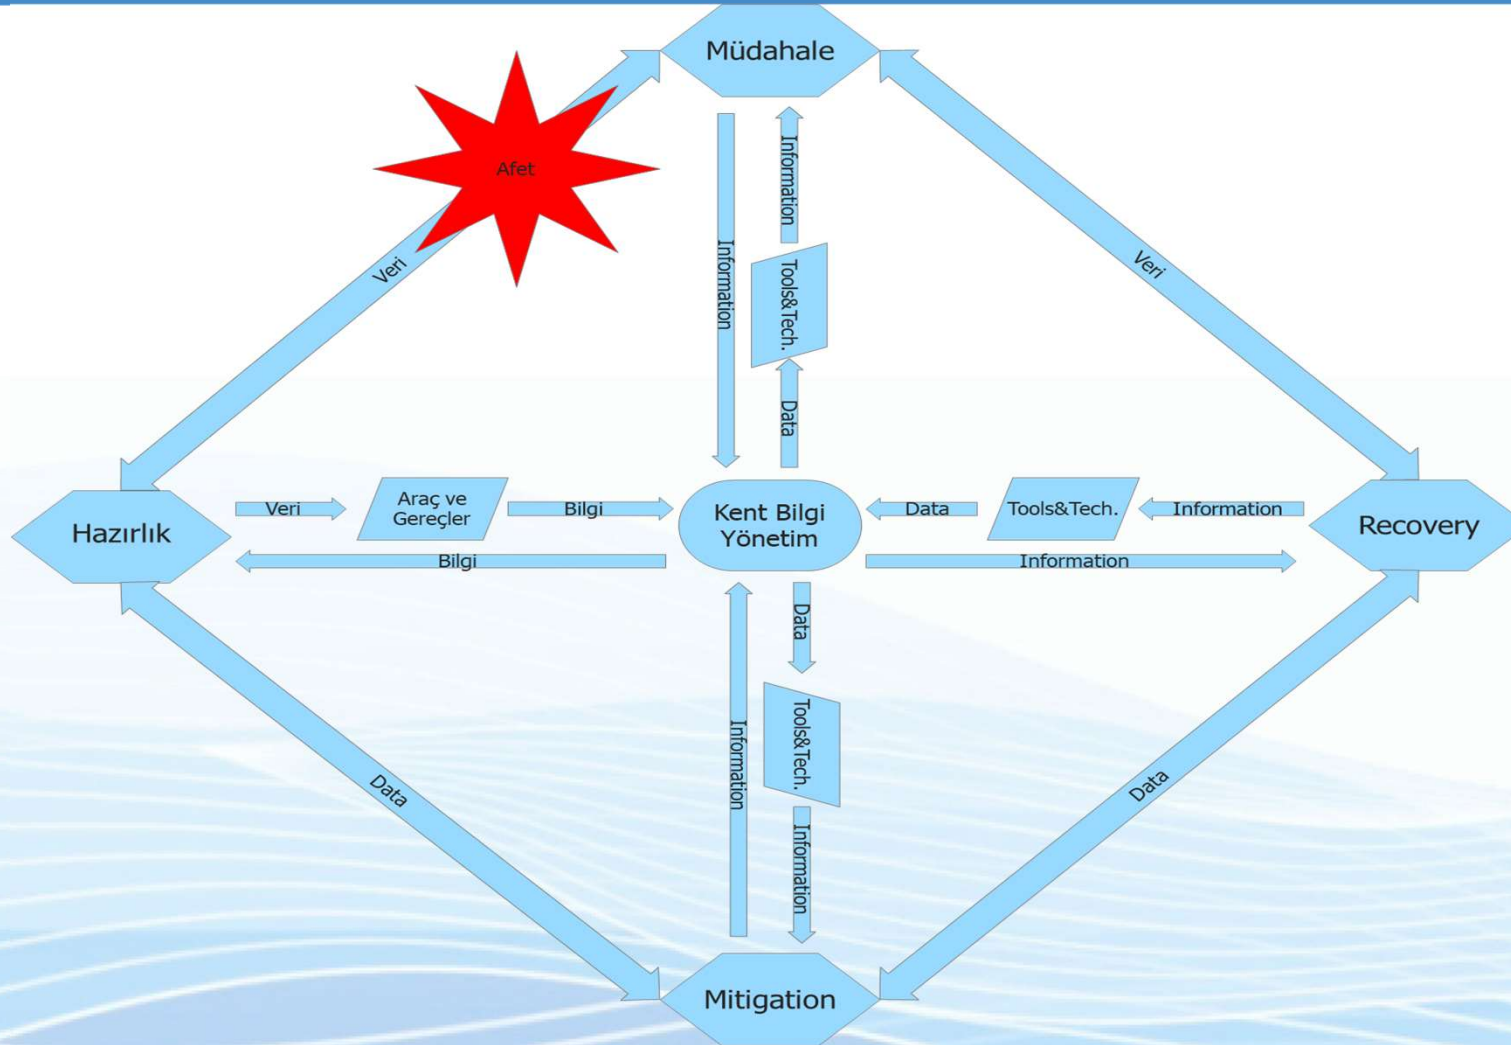 Müdahale
Afet
Information
Information
Veri
Veri
Tools&Tech.
Data
Hazırlık
Veri
Araç ve
Gereçler
Bilgi
Kent Bilgi
Yönetim
Data
Tools&Tech.
Information
Recovery
Bilgi
Information
Data
Information
Tools&Tech.
Data
Data
Information
Mitigation